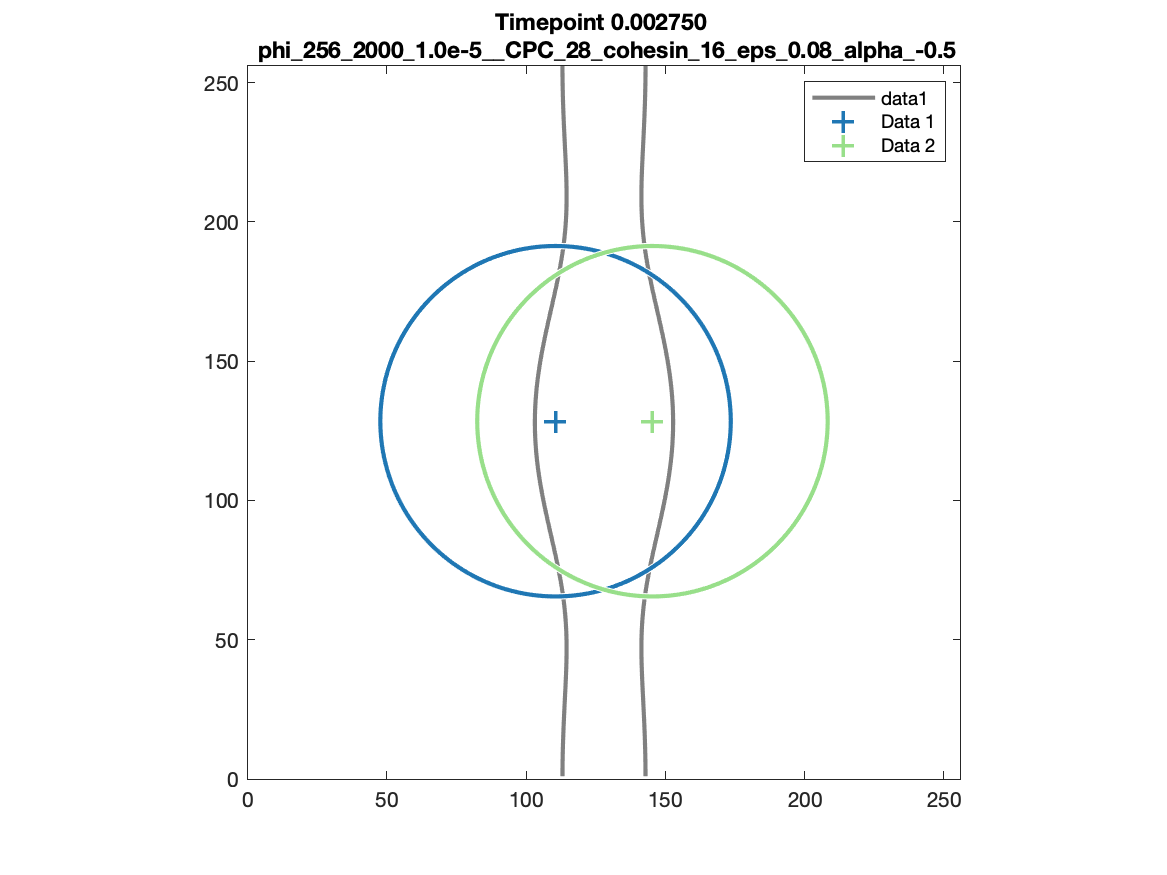 Timepoint 0.002750
phi_256_2000_1.0e-5__CPC_28_cohesin_16_eps_0.08_alpha_-0.5
data1
Data 1
Data 2
250
200
150
100
50
0
0 50 100 150 200 250